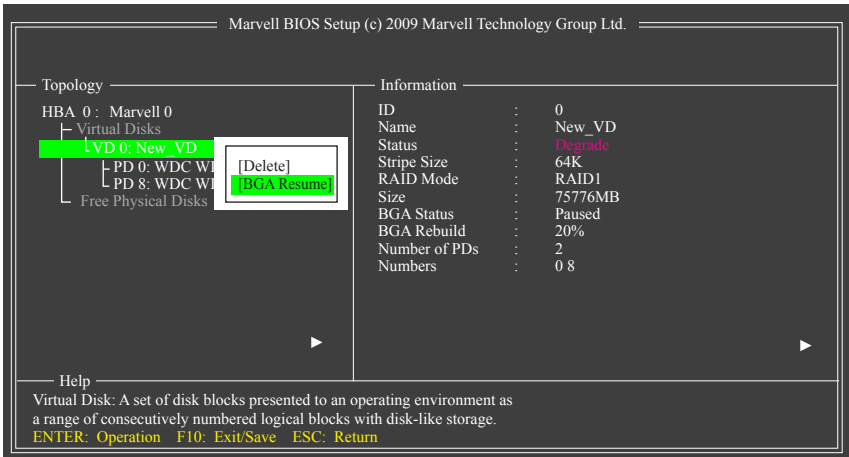 Marvell BIOS Setup (c) 2009 Marvell Technology Group Ltd.
Topology
HBA 0 : Marvell 0
Virtual Disks
VD 0: New_VD
PD 0: WDC
PD 8: WDC
Free Physical Disks
[Delete]
[BGA Resume]
Information
ID : 0
Name : New_VD
Status : Degrade
Stripe Size : 64K
RAID Mode : RAID1
Size : 75776MB
BGA Status : Paused
BGA Rebuild : 20%
Number of PDs : 2
Numbers : 0 8
Help
Virtual Disk: A set of disk blocks presented to an operating environment as
a range of consecutively numbered logical blocks with disk-like storage.
ENTER: Operation F10: Exit/Save ESC: Return